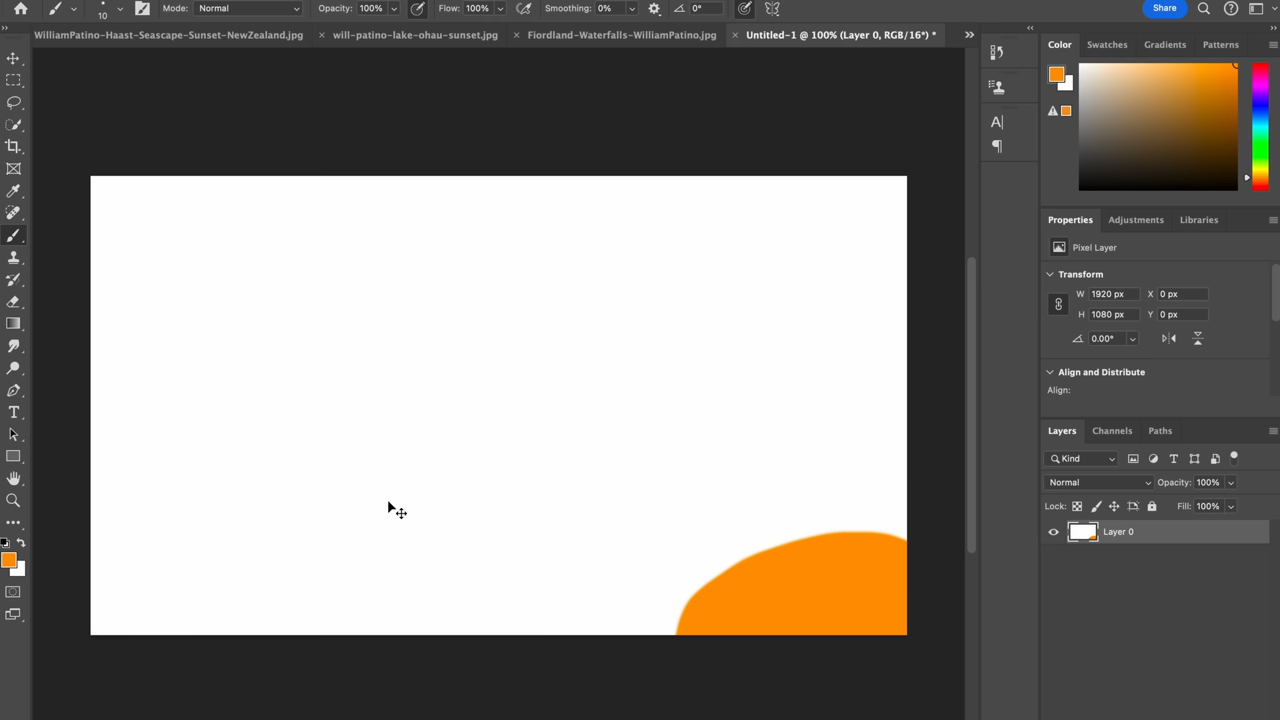 10 Mode: Normal Opacity: 100% Flow: 100% Smoothing: 0% 0° Share
WilliamPatino-Haast-Seascape-Sunset-NewZealand.jpg × will-patino-lake-ohau-sunset.jpg × Fiordland-Waterfalls-WilliamPatino.jpg × Untitled-1 @ 100% (Layer 0, RGB/16*) *
Color Swatches Gradients Patterns
Properties Adjustments Libraries
Pixel Layer
Transform
W 1920 px X 0 px
H 1080 px Y 0 px
0.00°
Align and Distribute
Align:
Layers Channels Paths
Kind
Normal Opacity: 100%
Lock: Fill: 100%
Layer 0